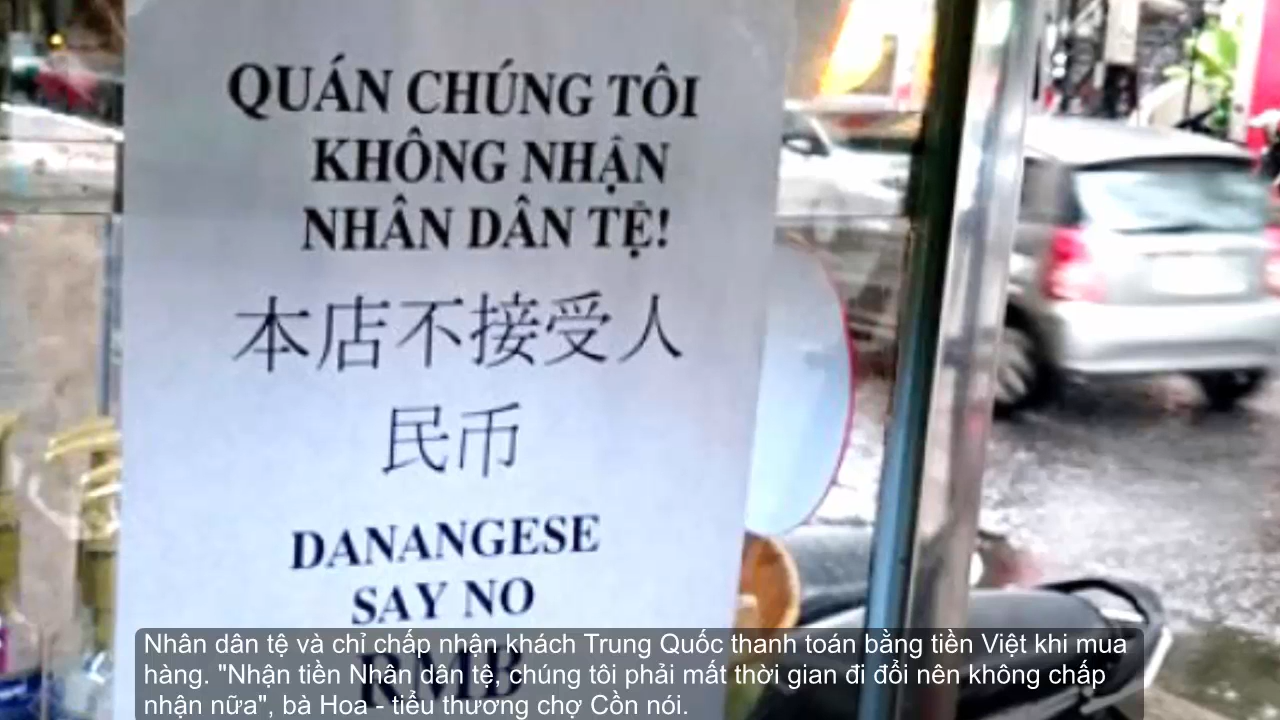 QUÁN CHÚNG TÔI
KHÔNG NHẬN
NHÂN DÂN TỆ!
本店不接受人
民币
DANANGESE
SAY NO
RMB
Nhân dân tệ và chỉ chấp nhận khách Trung Quốc thanh toán bằng tiền Việt khi mua
hàng. "Nhận tiền Nhân dân tệ, chúng tôi phải mất thời gian đi đổi nên không chấp
nhận nữa", bà Hoa - tiểu thương chợ Cồn nói.